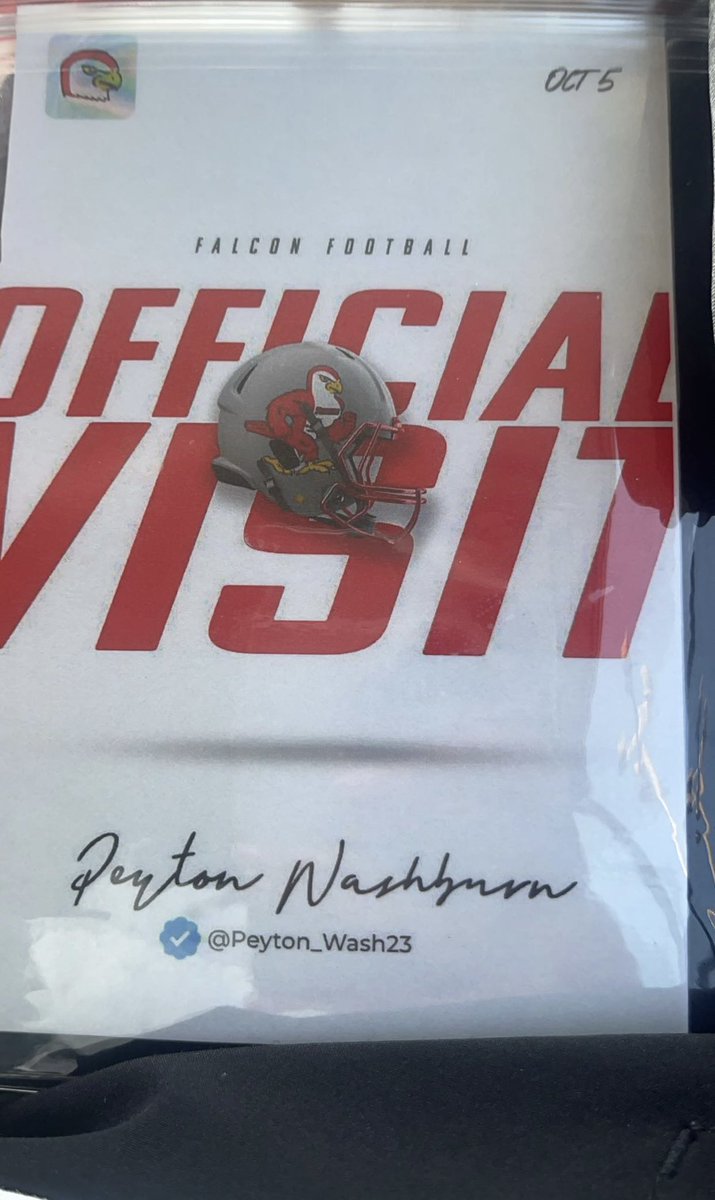 OCT 5
FALCON FOOTBALL
OFFICIAL
VISIT
Peyton Washburn
@Peyton_Wash23